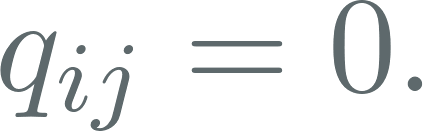 $q_{ij} = 0.$